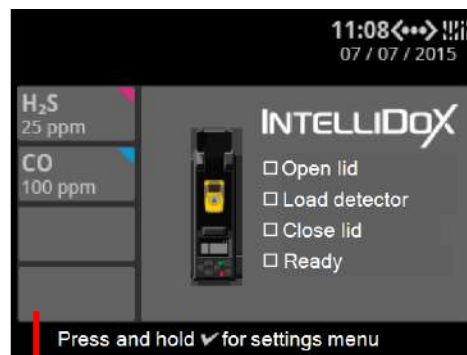 11:08
07 / 07 / 2015
H₂S
25 ppm
CO
100 ppm
INTELLIDOX
Open lid
Load detector
Close lid
Ready
Press and hold ✔ for settings menu